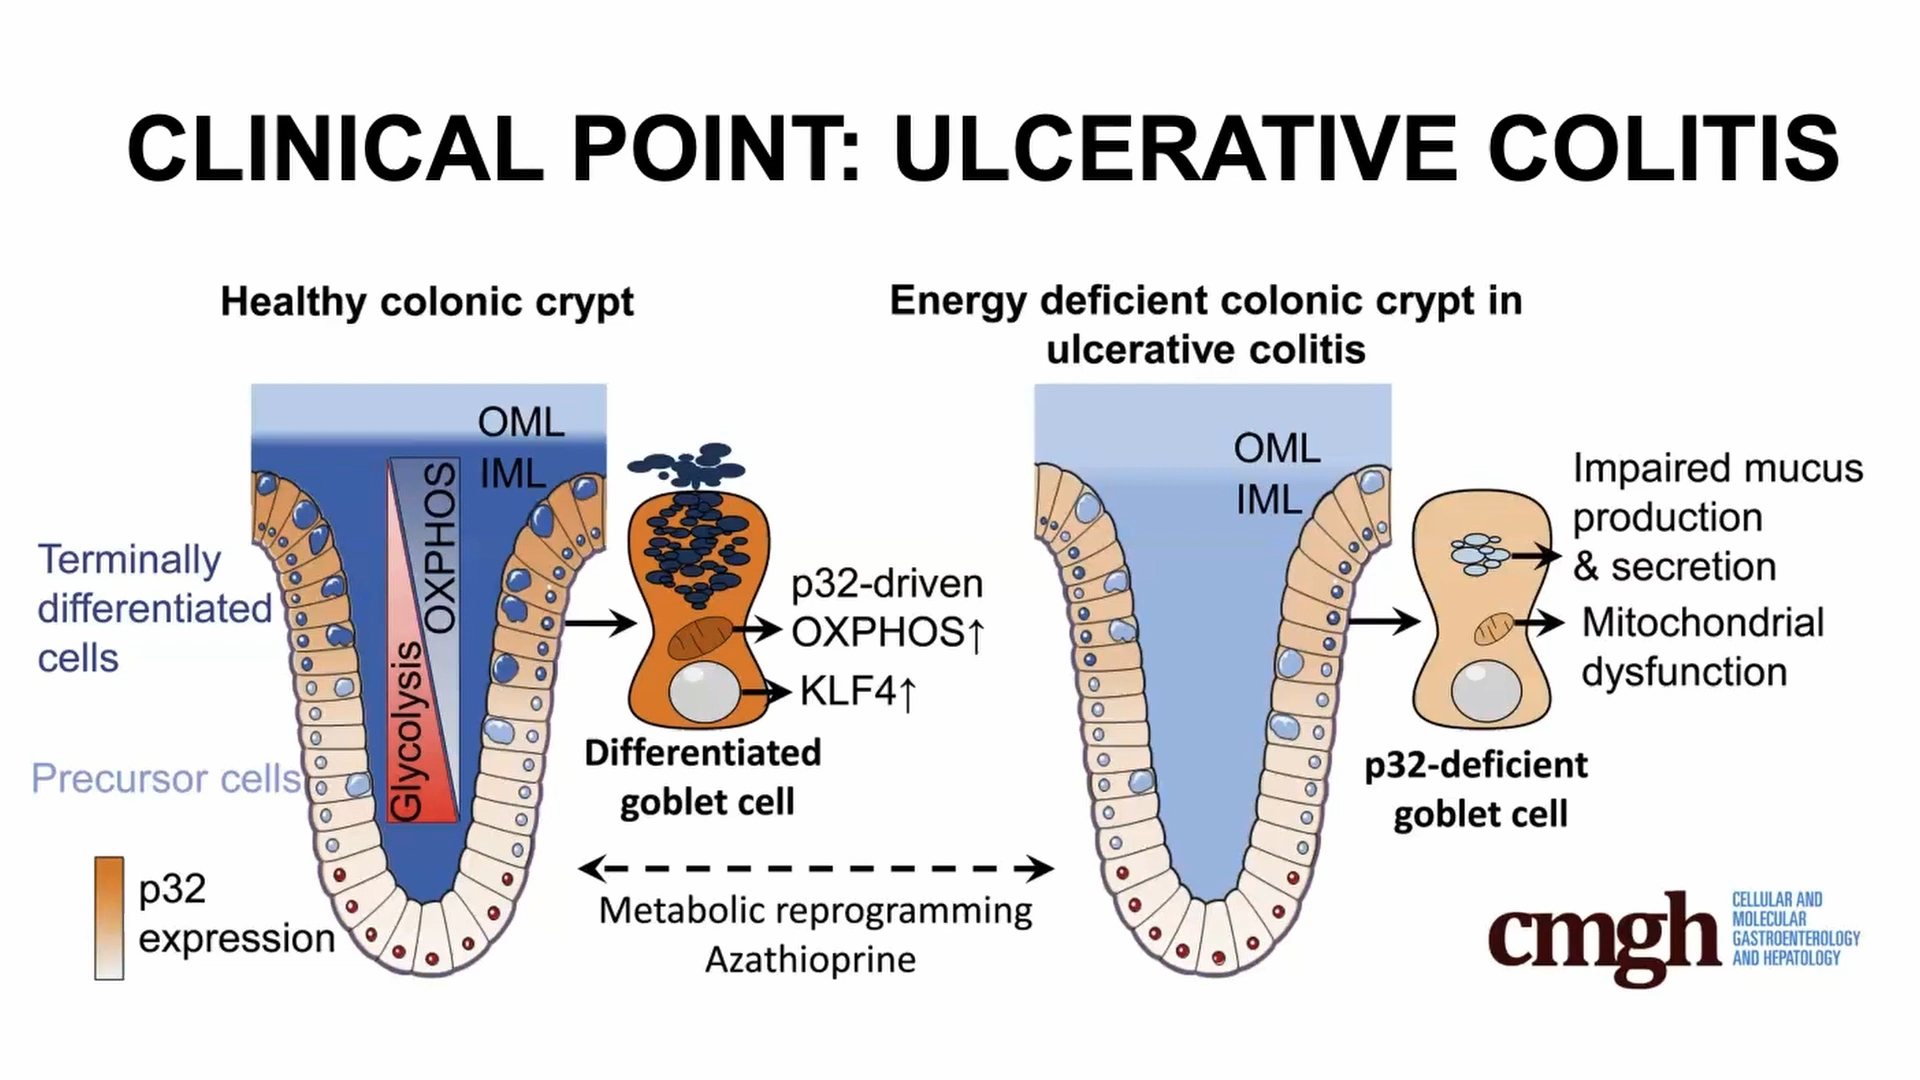 CLINICAL POINT: ULCERATIVE COLITIS
Healthy colonic crypt
OML
IML
OXPHOS
Glycolysis
Terminally
differentiated
cells
Precursor cells
p32
expression
p32-driven
OXPHOS↑
KLF4↑
Differentiated
goblet cell
Metabolic reprogramming
Azathioprine
Energy deficient colonic crypt in
ulcerative colitis
OML
IML
Impaired mucus
production
& secretion
Mitochondrial
dysfunction
p32-deficient
goblet cell
cmgh
CELLULAR AND
MOLECULAR
GASTROENTEROLOGY
AND HEPATOLOGY